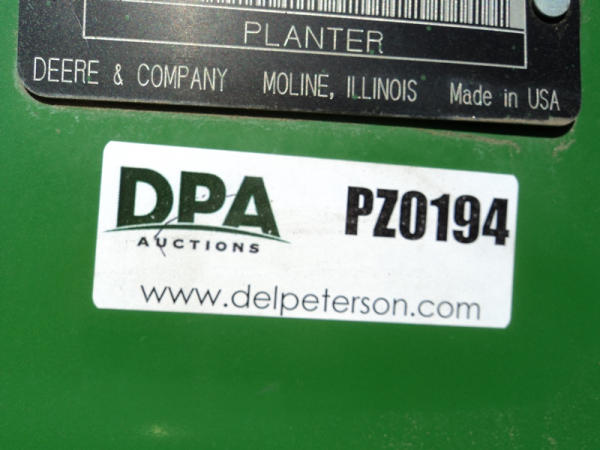 PLANTER
DEERE & COMPANY MOLINE, ILLINOIS Made in USA
DPA
AUCTIONS
PZ0194
www.delpeterson.com